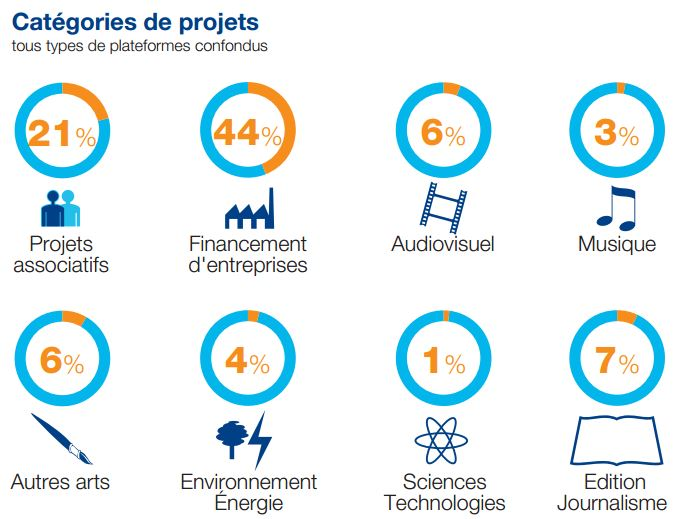 Catégories de projets
tous types de plateformes confondus
21%
44%
6%
3%
Projets
associatifs
Financement
d'entreprises
Audiovisuel
Musique
6%
4%
1%
7%
Autres arts
Environnement
Énergie
Sciences
Technologies
Edition
Journalisme